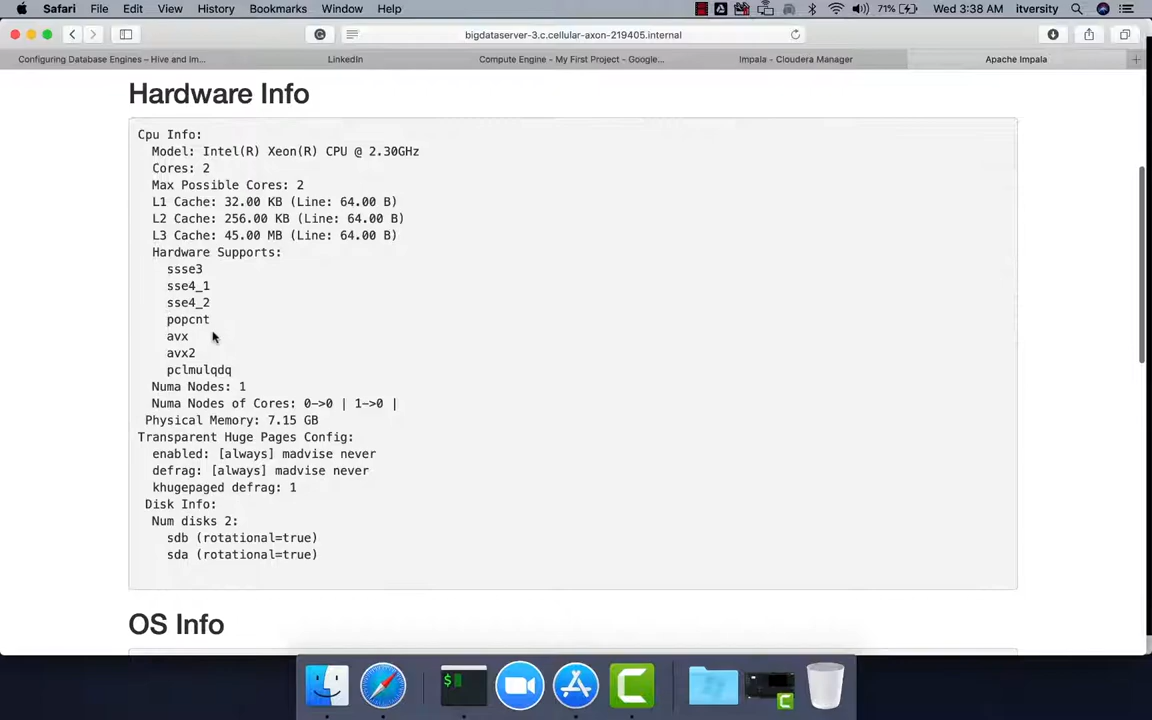 Safari File Edit View History Bookmarks Window Help 71% Wed 3:38 AM itversity
bigdataserver-3.c.cellular-axon-219405.internal
Configuring Database Engines – Hive and Im... LinkedIn Compute Engine - My First Project - Google... Impala - Cloudera Manager Apache Impala
Hardware Info
Cpu Info:
Model: Intel(R) Xeon(R) CPU @ 2.30GHz
Cores: 2
Max Possible Cores: 2
L1 Cache: 32.00 KB (Line: 64.00 B)
L2 Cache: 256.00 KB (Line: 64.00 B)
L3 Cache: 45.00 MB (Line: 64.00 B)
Hardware Supports:
ssse3
sse4_1
sse4_2
popcnt
avx
avx2
pclmulqdq
Numa Nodes: 1
Numa Nodes of Cores: 0->0 | 1->0 |
Physical Memory: 7.15 GB
Transparent Huge Pages Config:
enabled: [always] madvise never
defrag: [always] madvise never
khugepaged defrag: 1
Disk Info:
Num disks 2:
sdb (rotational=true)
sda (rotational=true)
OS Info